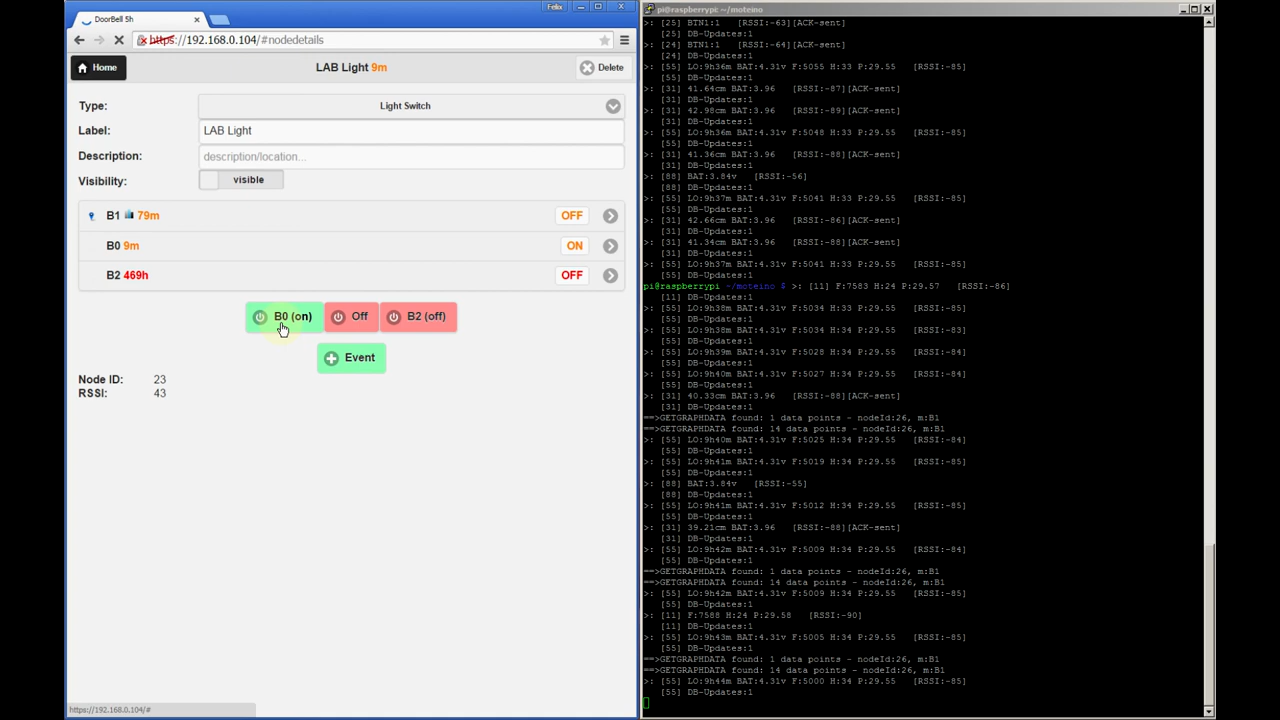 DoorBell 5h
Felix
https://192.168.0.104/#nodedetails
Home
LAB Light 9m
Delete
Type:
Light Switch
Label:
LAB Light
Description:
description/location...
Visibility:
visible
B1 79m
OFF
B0 9m
ON
B2 469h
OFF
B0 (on)
Off
B2 (off)
Event
Node ID: 23
RSSI: 43
https://192.168.0.104/#
pi@raspberrypi: ~/moteino
>: [25] BTN1:1 [RSSI:-63][ACK-sent]
[25] DB-Updates:1
>: [24] BTN1:1 [RSSI:-64][ACK-sent]
[24] DB-Updates:1
>: [55] LO:9h36m BAT:4.31v F:5055 H:33 P:29.55 [RSSI:-85]
[55] DB-Updates:1
>: [31] 41.64cm BAT:3.96 [RSSI:-87][ACK-sent]
[31] DB-Updates:1
>: [31] 42.98cm BAT:3.96 [RSSI:-89][ACK-sent]
[31] DB-Updates:1
>: [55] LO:9h36m BAT:4.31v F:5048 H:33 P:29.55 [RSSI:-85]
[55] DB-Updates:1
>: [31] 41.36cm BAT:3.96 [RSSI:-88][ACK-sent]
[31] DB-Updates:1
>: [88] BAT:3.84v [RSSI:-56]
[88] DB-Updates:1
>: [55] LO:9h37m BAT:4.31v F:5041 H:33 P:29.55 [RSSI:-85]
[55] DB-Updates:1
>: [31] 42.66cm BAT:3.96 [RSSI:-86][ACK-sent]
[31] DB-Updates:1
>: [31] 41.34cm BAT:3.96 [RSSI:-88][ACK-sent]
[31] DB-Updates:1
>: [55] LO:9h37m BAT:4.31v F:5041 H:33 P:29.55 [RSSI:-85]
[55] DB-Updates:1
pi@raspberrypi ~/moteino $ >: [11] F:7583 H:24 P:29.57 [RSSI:-86]
[11] DB-Updates:1
>: [55] LO:9h38m BAT:4.31v F:5034 H:33 P:29.55 [RSSI:-84]
[55] DB-Updates:1
>: [55] LO:9h38m BAT:4.31v F:5034 H:34 P:29.55 [RSSI:-83]
[55] DB-Updates:1
>: [55] LO:9h39m BAT:4.31v F:5028 H:34 P:29.55 [RSSI:-84]
[55] DB-Updates:1
>: [55] LO:9h40m BAT:4.31v F:5027 H:34 P:29.55 [RSSI:-84]
[55] DB-Updates:1
>: [31] 40.33cm BAT:3.96 [RSSI:-88][ACK-sent]
[31] DB-Updates:1
==>GETGRAPHDATA found: 1 data points - nodeId:26, m:B1
==>GETGRAPHDATA found: 14 data points - nodeId:26, m:B1
>: [55] LO:9h40m BAT:4.31v F:5025 H:34 P:29.55 [RSSI:-84]
[55] DB-Updates:1
>: [55] LO:9h41m BAT:4.31v F:5019 H:34 P:29.55 [RSSI:-85]
[55] DB-Updates:1
>: [88] BAT:3.84v [RSSI:-55]
[88] DB-Updates:1
>: [55] LO:9h41m BAT:4.31v F:5012 H:34 P:29.55 [RSSI:-85]
[55] DB-Updates:1
>: [31] 39.21cm BAT:3.96 [RSSI:-88][ACK-sent]
[31] DB-Updates:1
>: [55] LO:9h42m BAT:4.31v F:5009 H:34 P:29.55 [RSSI:-84]
[55] DB-Updates:1
==>GETGRAPHDATA found: 1 data points - nodeId:26, m:B1
==>GETGRAPHDATA found: 14 data points - nodeId:26, m:B1
>: [55] LO:9h42m BAT:4.31v F:5009 H:34 P:29.55 [RSSI:-85]
[55] DB-Updates:1
>: [11] F:7588 H:24 P:29.58 [RSSI:-90]
[11] DB-Updates:1
>: [55] LO:9h43m BAT:4.31v F:5005 H:34 P:29.55 [RSSI:-85]
[55] DB-Updates:1
==>GETGRAPHDATA found: 1 data points - nodeId:26, m:B1
==>GETGRAPHDATA found: 14 data points - nodeId:26, m:B1
>: [55] LO:9h44m BAT:4.31v F:5000 H:34 P:29.55 [RSSI:-85]
[55] DB-Updates:1